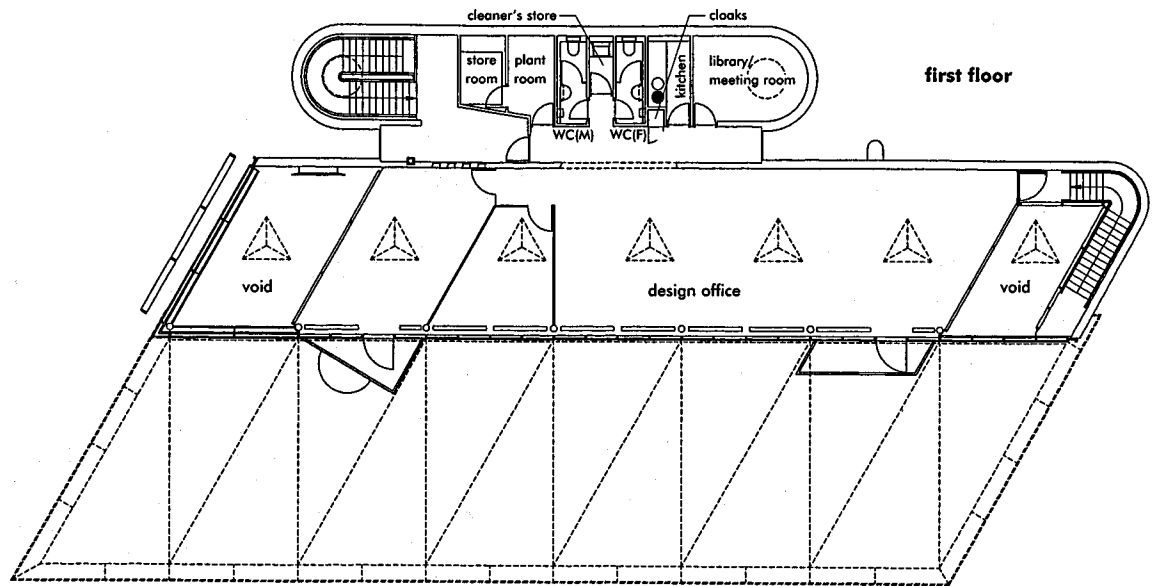 cleaner's store
cloaks
store
room
plant
room
kitchen
library/
meeting room
first floor
WC(M)
WC(F)
void
design office
void